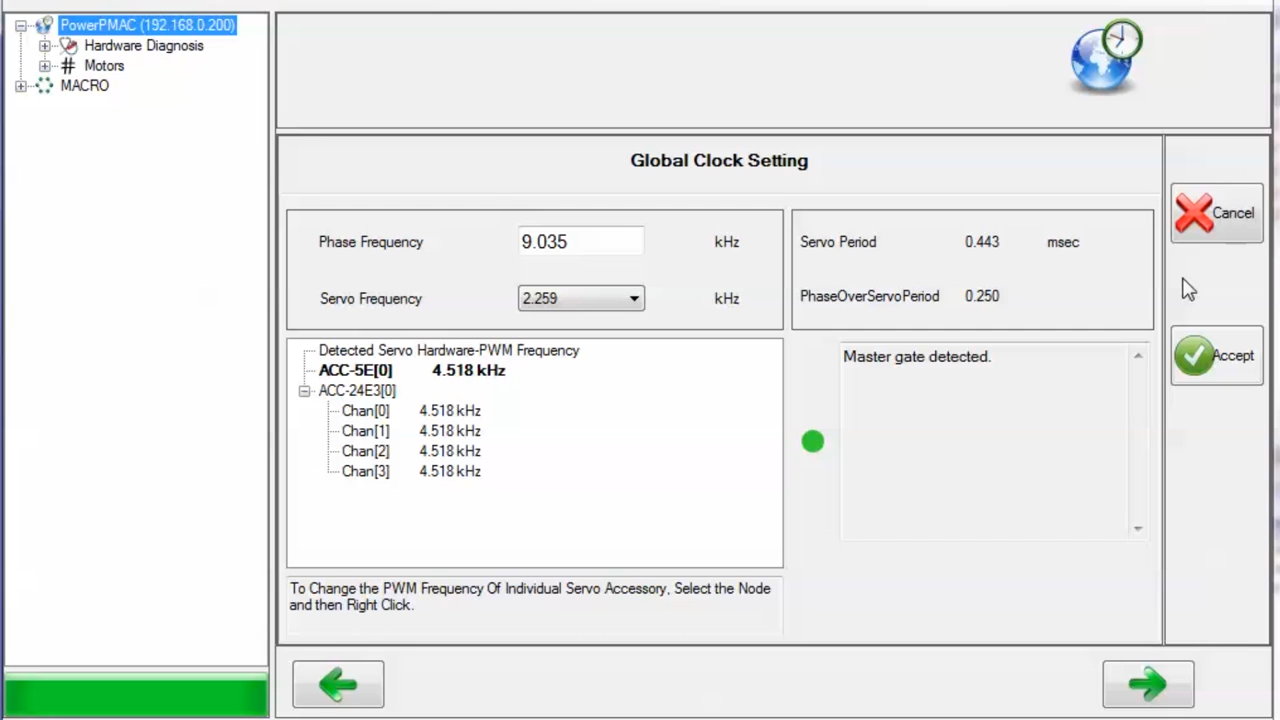 PowerPMAC (192.168.0.200)
Hardware Diagnosis
Motors
MACRO
Global Clock Setting
Phase Frequency 9.035 kHz
Servo Frequency 2.259 kHz
Servo Period 0.443 msec
PhaseOverServoPeriod 0.250
Cancel
Accept
Detected Servo Hardware-PWM Frequency
ACC-5E[0] 4.518 kHz
ACC-24E3[0]
Chan[0] 4.518 kHz
Chan[1] 4.518 kHz
Chan[2] 4.518 kHz
Chan[3] 4.518 kHz
Master gate detected.
To Change the PWM Frequency Of Individual Servo Accessory, Select the Node
and then Right Click.